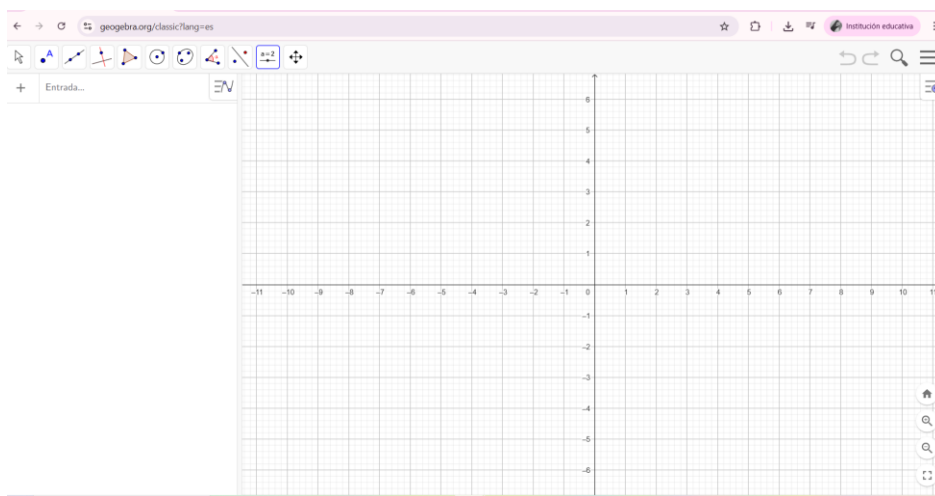 geogebra.org/classic?lang=es
Institución educativa
A
a=2
Entrada...
6
5
4
3
2
1
-11 -10 -9 -8 -7 -6 -5 -4 -3 -2 -1 0 1 2 3 4 5 6 7 8 9 10 11
-1
-2
-3
-4
-5
-6